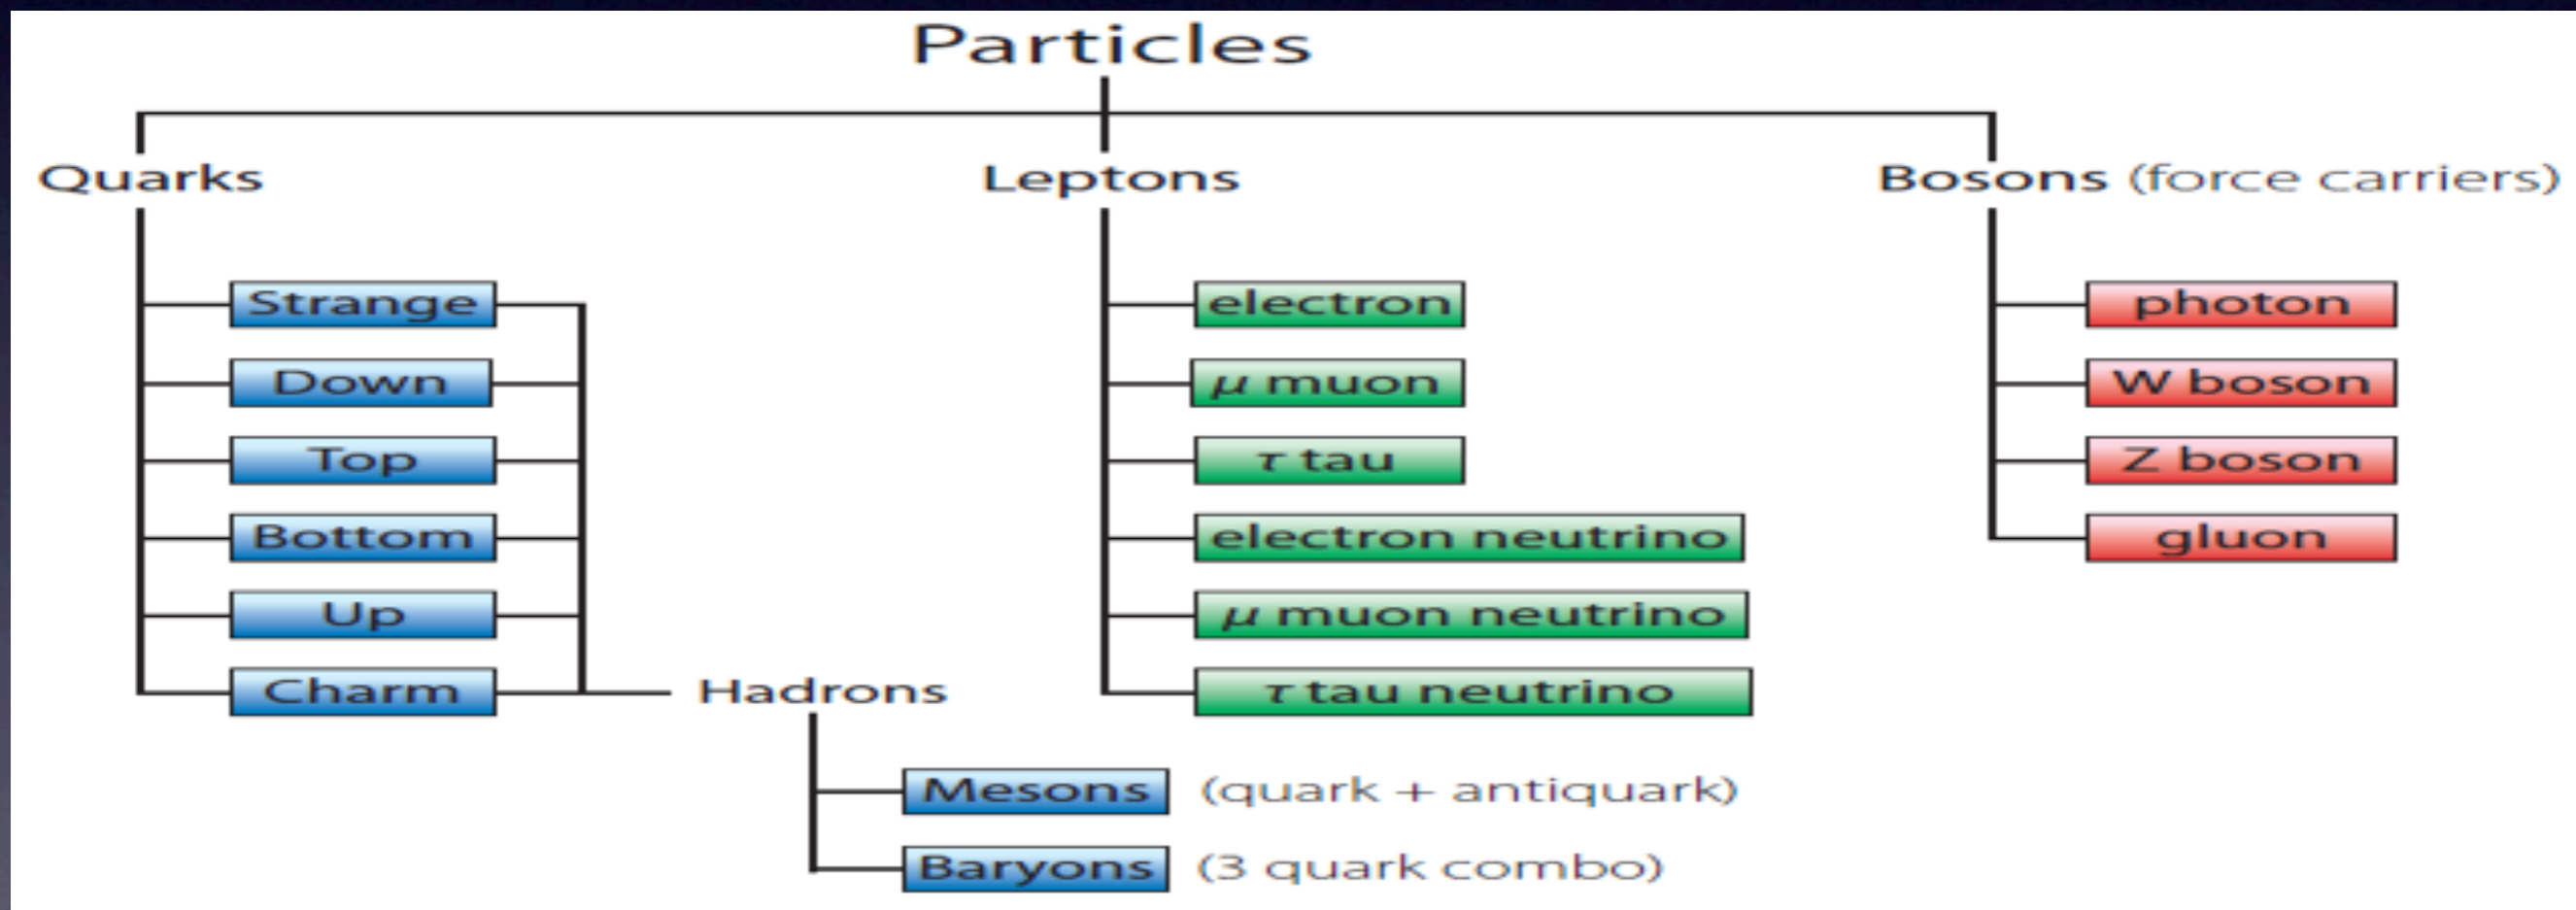 Particles
Quarks
Leptons
Bosons (force carriers)
Strange
Down
Top
Bottom
Up
Charm
Hadrons
Mesons (quark + antiquark)
Baryons (3 quark combo)
electron
μ muon
τ tau
electron neutrino
μ muon neutrino
τ tau neutrino
photon
W boson
Z boson
gluon